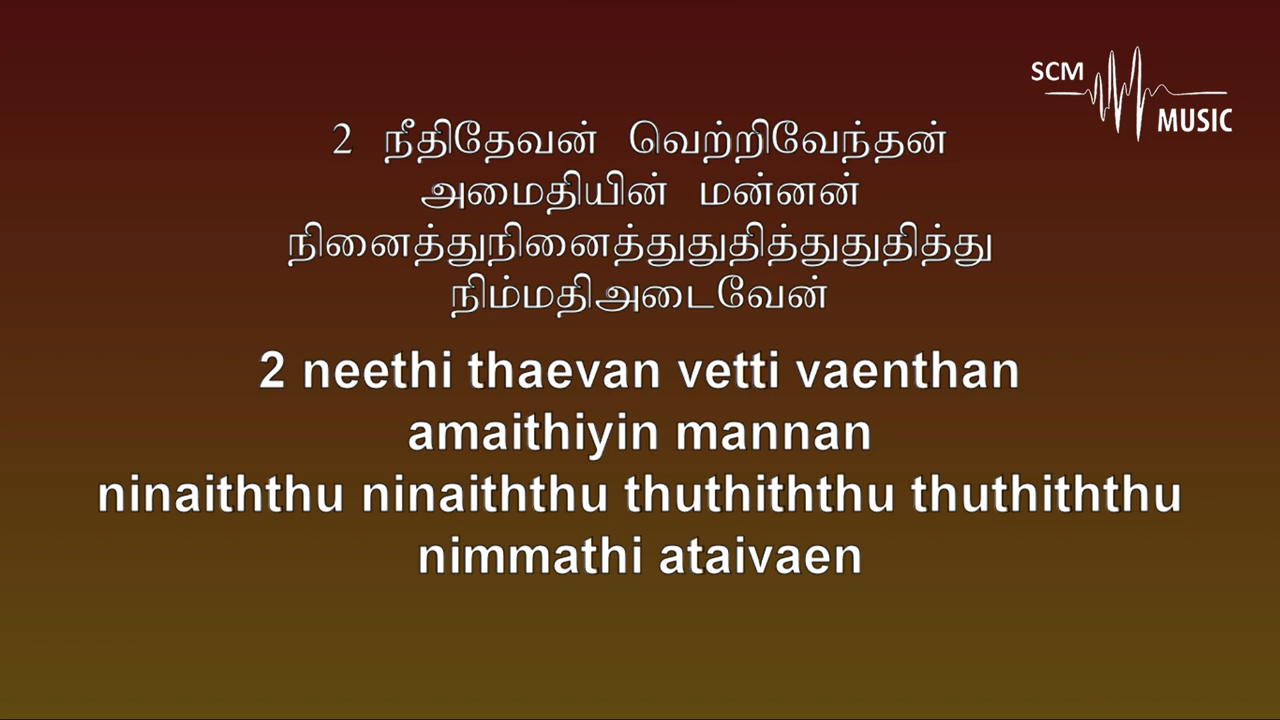 SCM
MUSIC
2 நீதிதேவன் வெற்றிவேந்தன்
அமைதியின் மன்னன்
நினைத்துநினைத்துதுதித்துதுதித்து
நிம்மதிஅடைவேன்
2 neethi thaevan vetti vaenthan
amaithiyin mannan
ninaiththu ninaiththu thuthiththu thuthiththu
nimmathi ataivaen